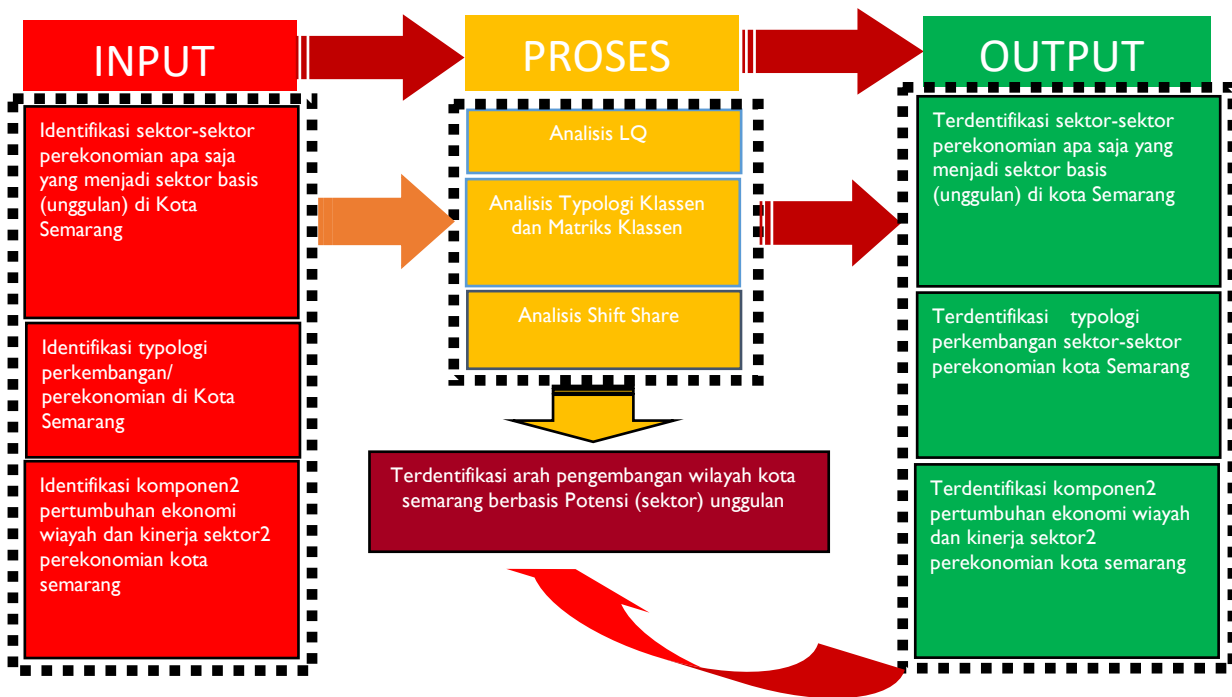 INPUT
PROSES
OUTPUT
Identifikasi sektor-sektor
perekonomian apa saja
yang menjadi sektor basis
(unggulan) di Kota
Semarang
Identifikasi typologi
perkembangan/
perekonomian di Kota
Semarang
Identifikasi komponen2
pertumbuhan ekonomi
wiayah dan kinerja sektor2
perekonomian kota
semarang
Analisis LQ
Analisis Typologi Klassen
dan Matriks Klassen
Analisis Shift Share
Terdentifikasi arah pengembangan wilayah kota
semarang berbasis Potensi (sektor) unggulan
Terdentifikasi sektor-sektor
perekonomian apa saja yang
menjadi sektor basis
(unggulan) di kota Semarang
Terdentifikasi typologi
perkembangan sektor-sektor
perekonomian kota Semarang
Terdentifikasi komponen2
pertumbuhan ekonomi wiayah
dan kinerja sektor2
perekonomian kota semarang